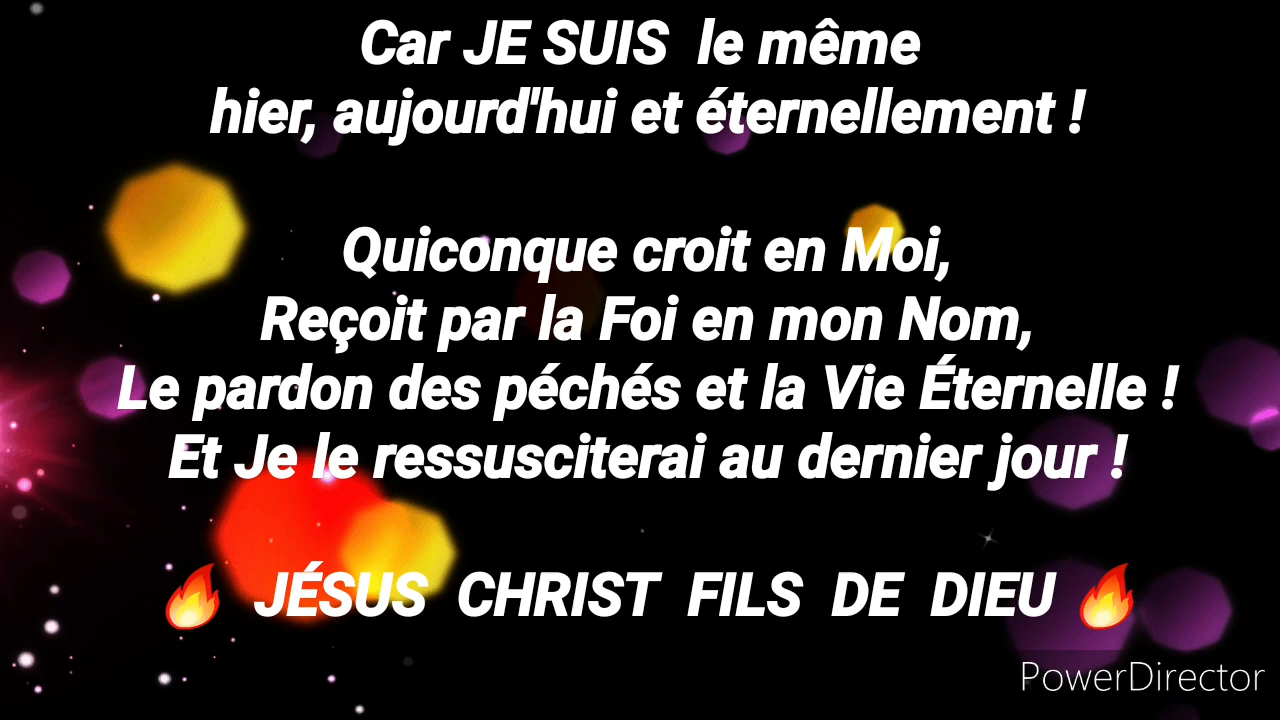 Car JE SUIS le même
hier, aujourd'hui et éternellement !
Quiconque croit en Moi,
Reçoit par la Foi en mon Nom,
Le pardon des péchés et la Vie Éternelle !
Et Je le ressusciterai au dernier jour !
🔥 JÉSUS CHRIST FILS DE DIEU 🔥
PowerDirector